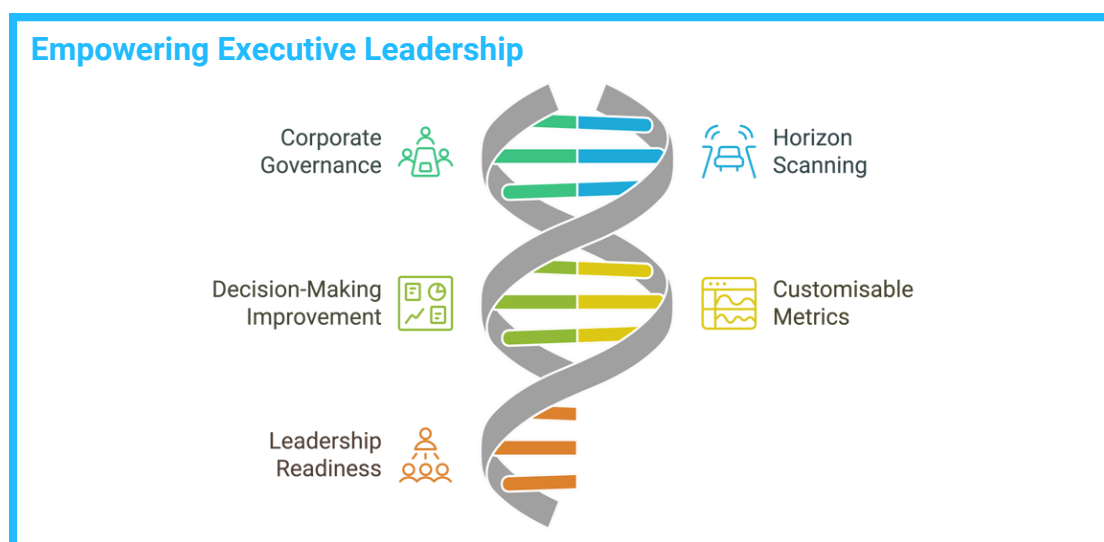 Empowering Executive Leadership
Corporate
Governance
Horizon
Scanning
Decision-Making
Improvement
Customisable
Metrics
Leadership
Readiness